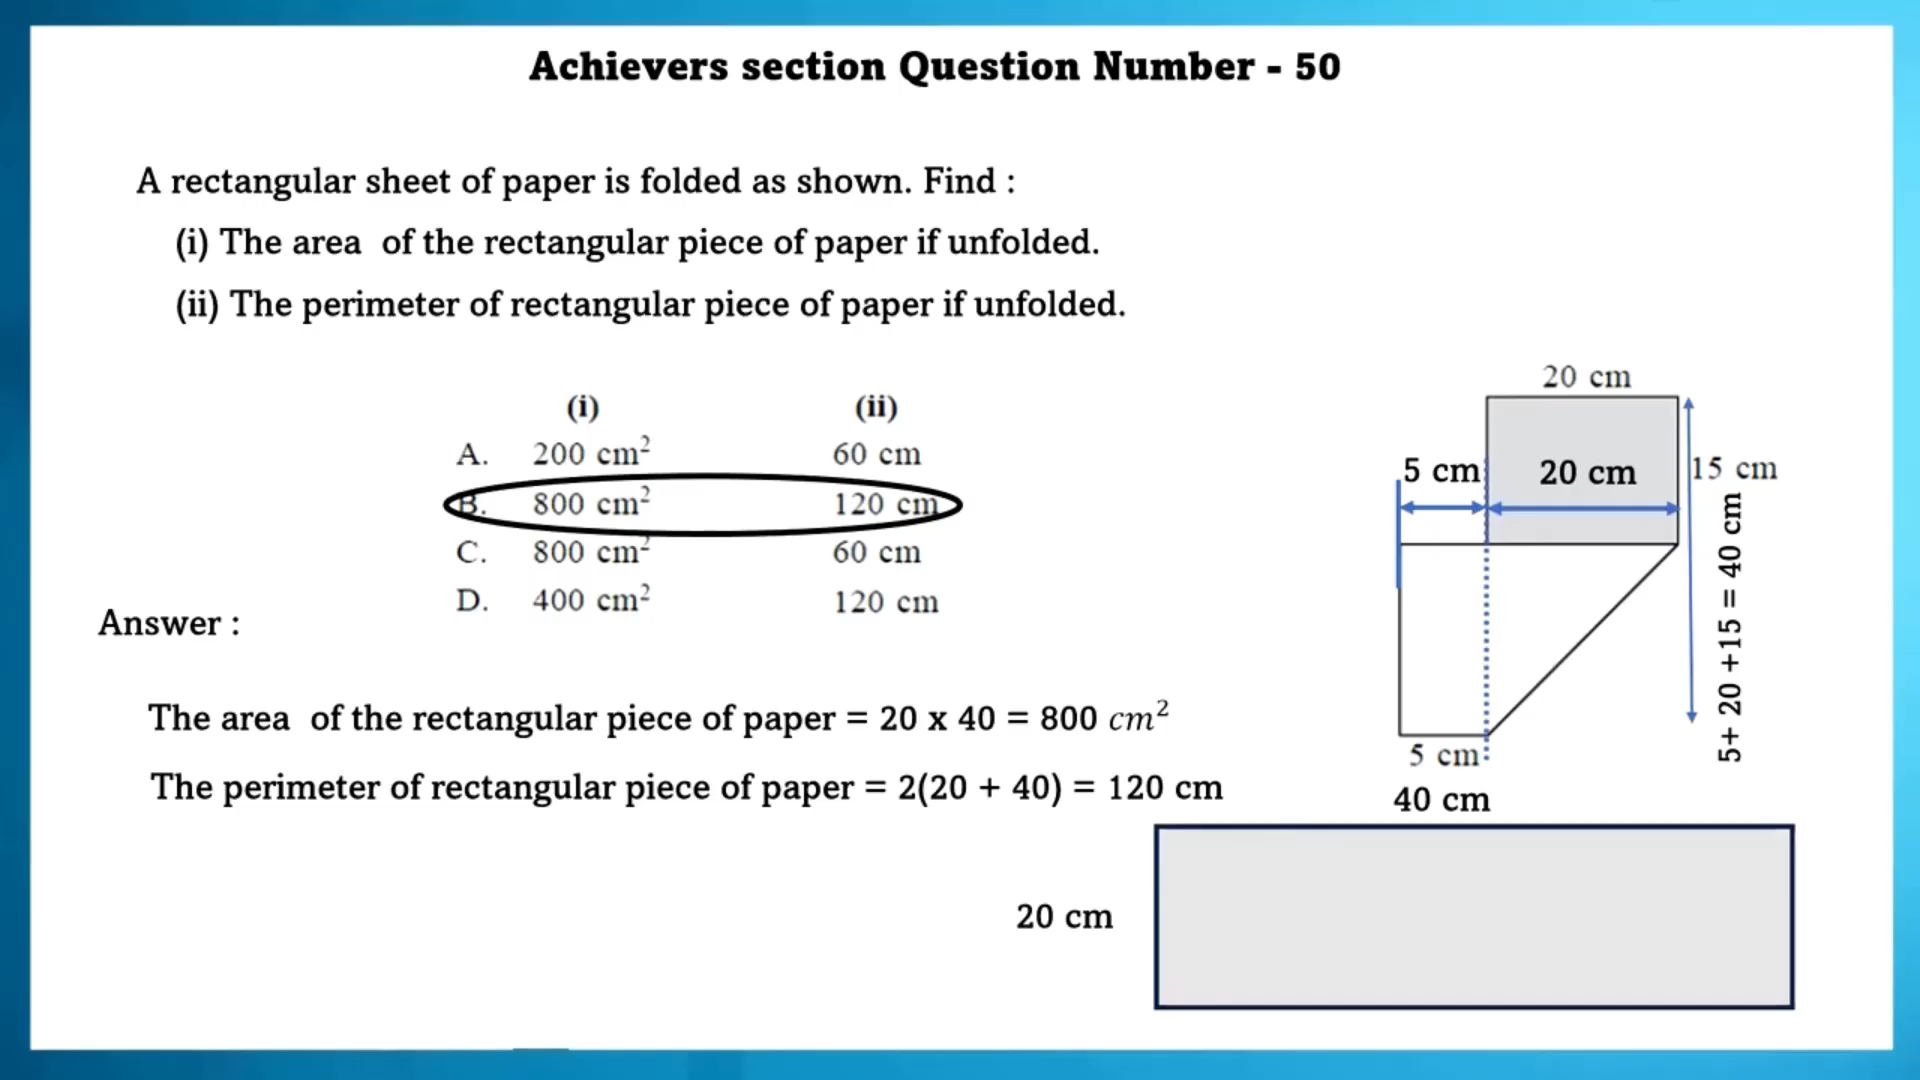 Achievers section Question Number - 50
A rectangular sheet of paper is folded as shown. Find :
(i) The area of the rectangular piece of paper if unfolded.
(ii) The perimeter of rectangular piece of paper if unfolded.
(i) (ii)
A. 200 cm² 60 cm
B. 800 cm² 120 cm
C. 800 cm² 60 cm
D. 400 cm² 120 cm
20 cm
5 cm 20 cm 15 cm
5+ 20 +15 = 40 cm
5 cm
Answer :
The area of the rectangular piece of paper = 20 x 40 = 800 cm²
The perimeter of rectangular piece of paper = 2(20 + 40) = 120 cm
40 cm
20 cm